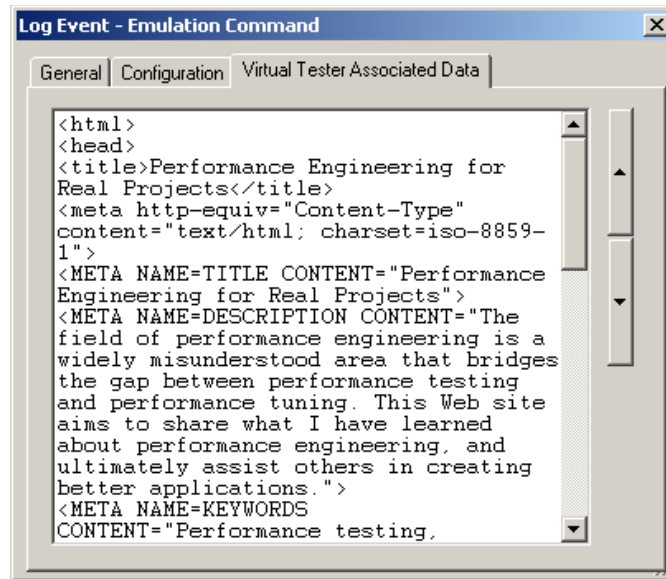 Log Event - Emulation Command
General
Configuration
Virtual Tester Associated Data
<html>
<head>
<title>Performance Engineering for
Real Projects</title>
<meta http-equiv="Content-Type"
content="text/html; charset=iso-8859-
1">
<META NAME=TITLE CONTENT="Performance
Engineering for Real Projects">
<META NAME=DESCRIPTION CONTENT="The
field of performance engineering is a
widely misunderstood area that bridges
the gap between performance testing
and performance tuning. This Web site
aims to share what I have learned
about performance engineering, and
ultimately assist others in creating
better applications.">
<META NAME=KEYWORDS
CONTENT="Performance testing,